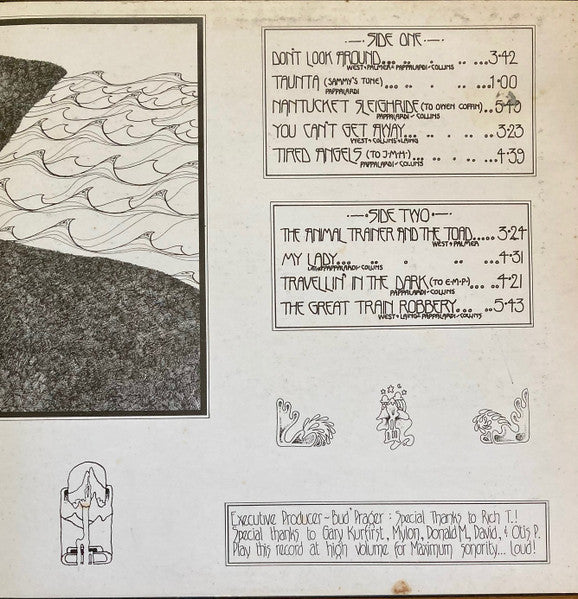 SIDE ONE
DON'T LOOK AROUND... .. . .. ...3·42
WEST·PALMER·PAPPALARDI·COLLINS
TAUNTA (SAMMY'S TUNE)... .. . .. ...1·00
PAPPALARDI
NANTUCKET SLEIGHRIDE (TO OWEN COFFIN)..5·49
PAPPALARDI·COLLINS
YOU CAN'T GET AWAY... .. .. .. ...3·23
WEST·COLLINS·LAING
TIRED ANGELS (TO J·M·H·)... .. . .. ...4·39
PAPPALARDI·COLLINS
SIDE TWO
THE ANIMAL TRAINER AND THE TOAD.....3·24
WEST·PALMER
MY LADY... .. . .. ...4·31
LAING·PAPPALARDI·COLLINS
TRAVELLIN' IN THE DARK (TO E·M·P·)... ...4·21
PAPPALARDI·COLLINS
THE GREAT TRAIN ROBBERY... .. ...5·43
WEST·LAING·PAPPALARDI·COLLINS
Executive Producer - Bud Prager : Special Thanks to Rich T.!
Special thanks to Gary Kurfirst, Mylon, Donald M, David, & Otis P.
Play this record at high volume for Maximum sonority... Loud!